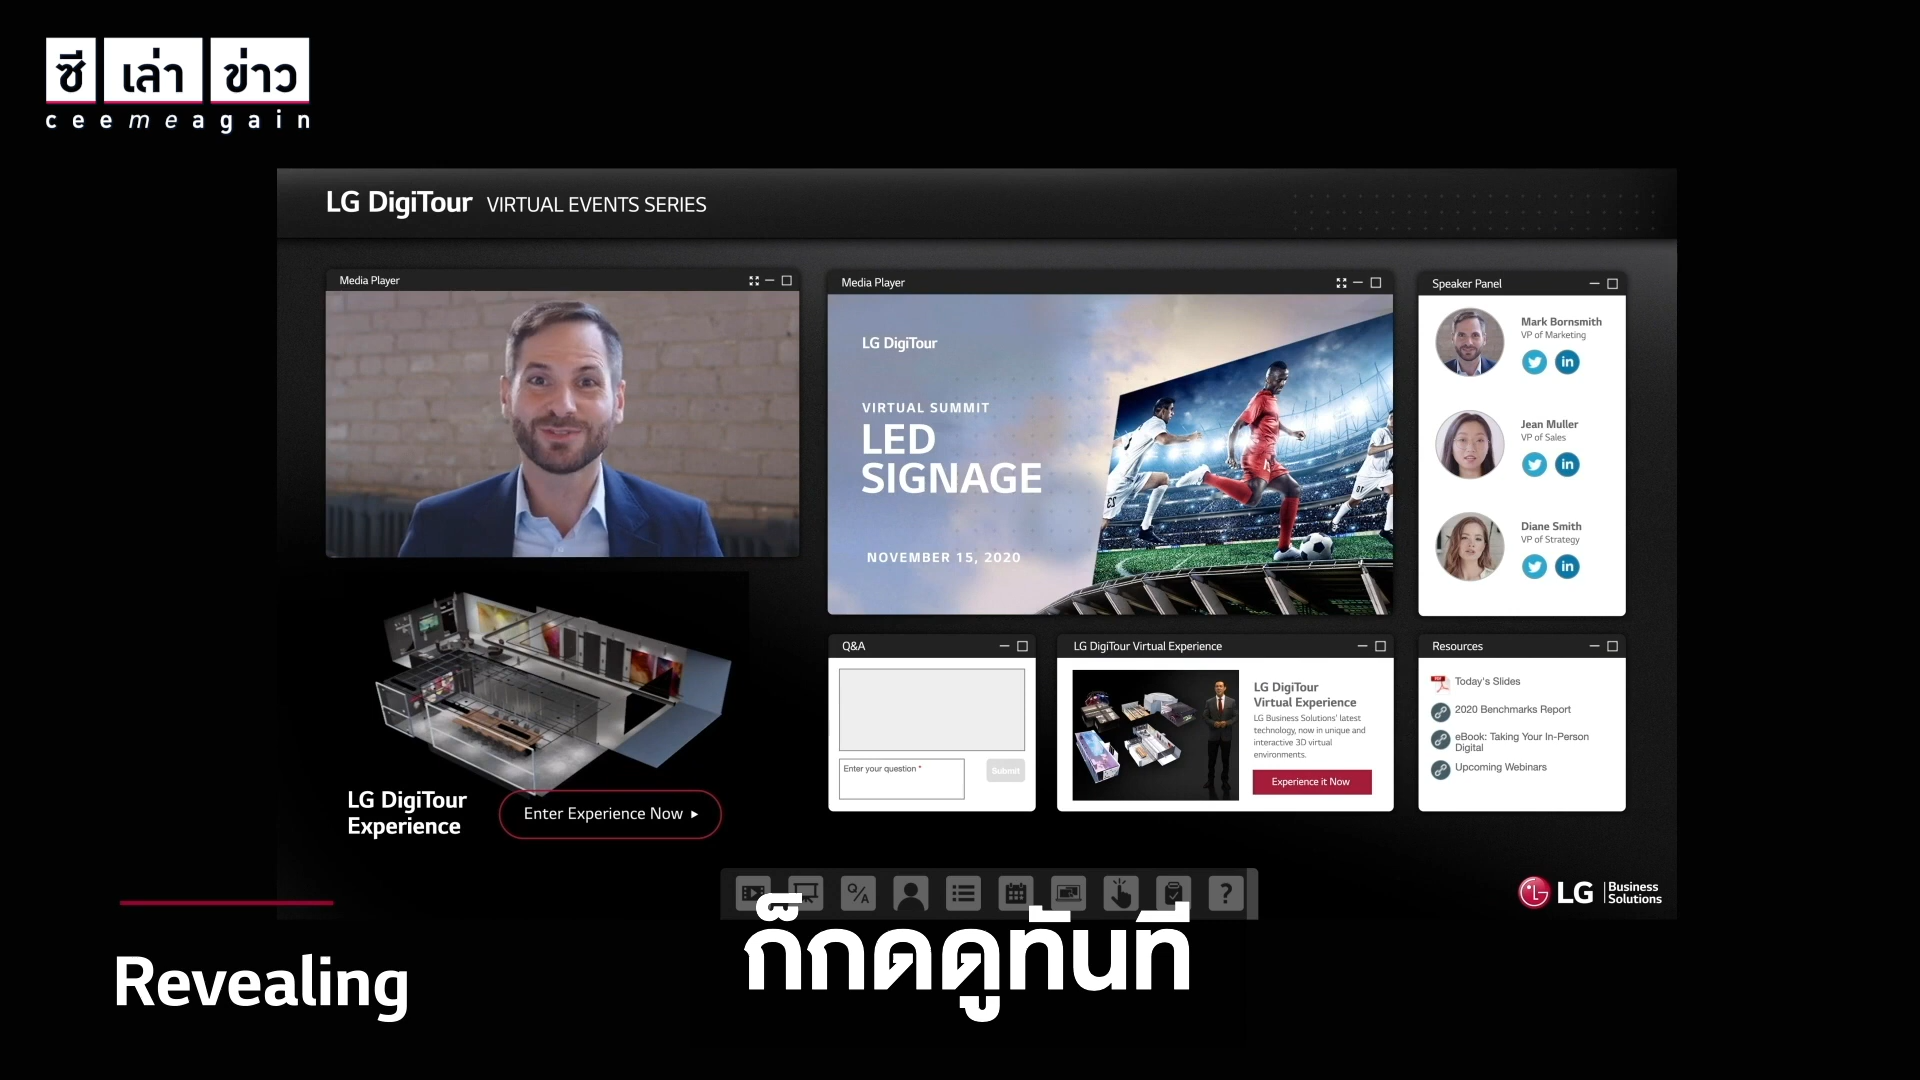 ซี เล่า ข่าว
ceemeagain
LG DigiTour VIRTUAL EVENTS SERIES
Media Player
Media Player
LG DigiTour
VIRTUAL SUMMIT
LED
SIGNAGE
NOVEMBER 15, 2020
Speaker Panel
Mark Bornsmith
VP of Marketing
in
Jean Muller
VP of Sales
in
Diane Smith
VP of Strategy
in
LG DigiTour
Experience
Enter Experience Now
Q&A
Enter your question *
Submit
LG DigiTour Virtual Experience
LG DigiTour
Virtual Experience
LG Business Solutions' latest
technology, now in unique and
interactive 3D virtual
environments.
Experience it Now
Resources
PDF
Today's Slides
2020 Benchmarks Report
eBook: Taking Your In-Person
Digital
Upcoming Webinars
Q/A
?
LG Business
Solutions
Revealing
ก็กดดูทันที